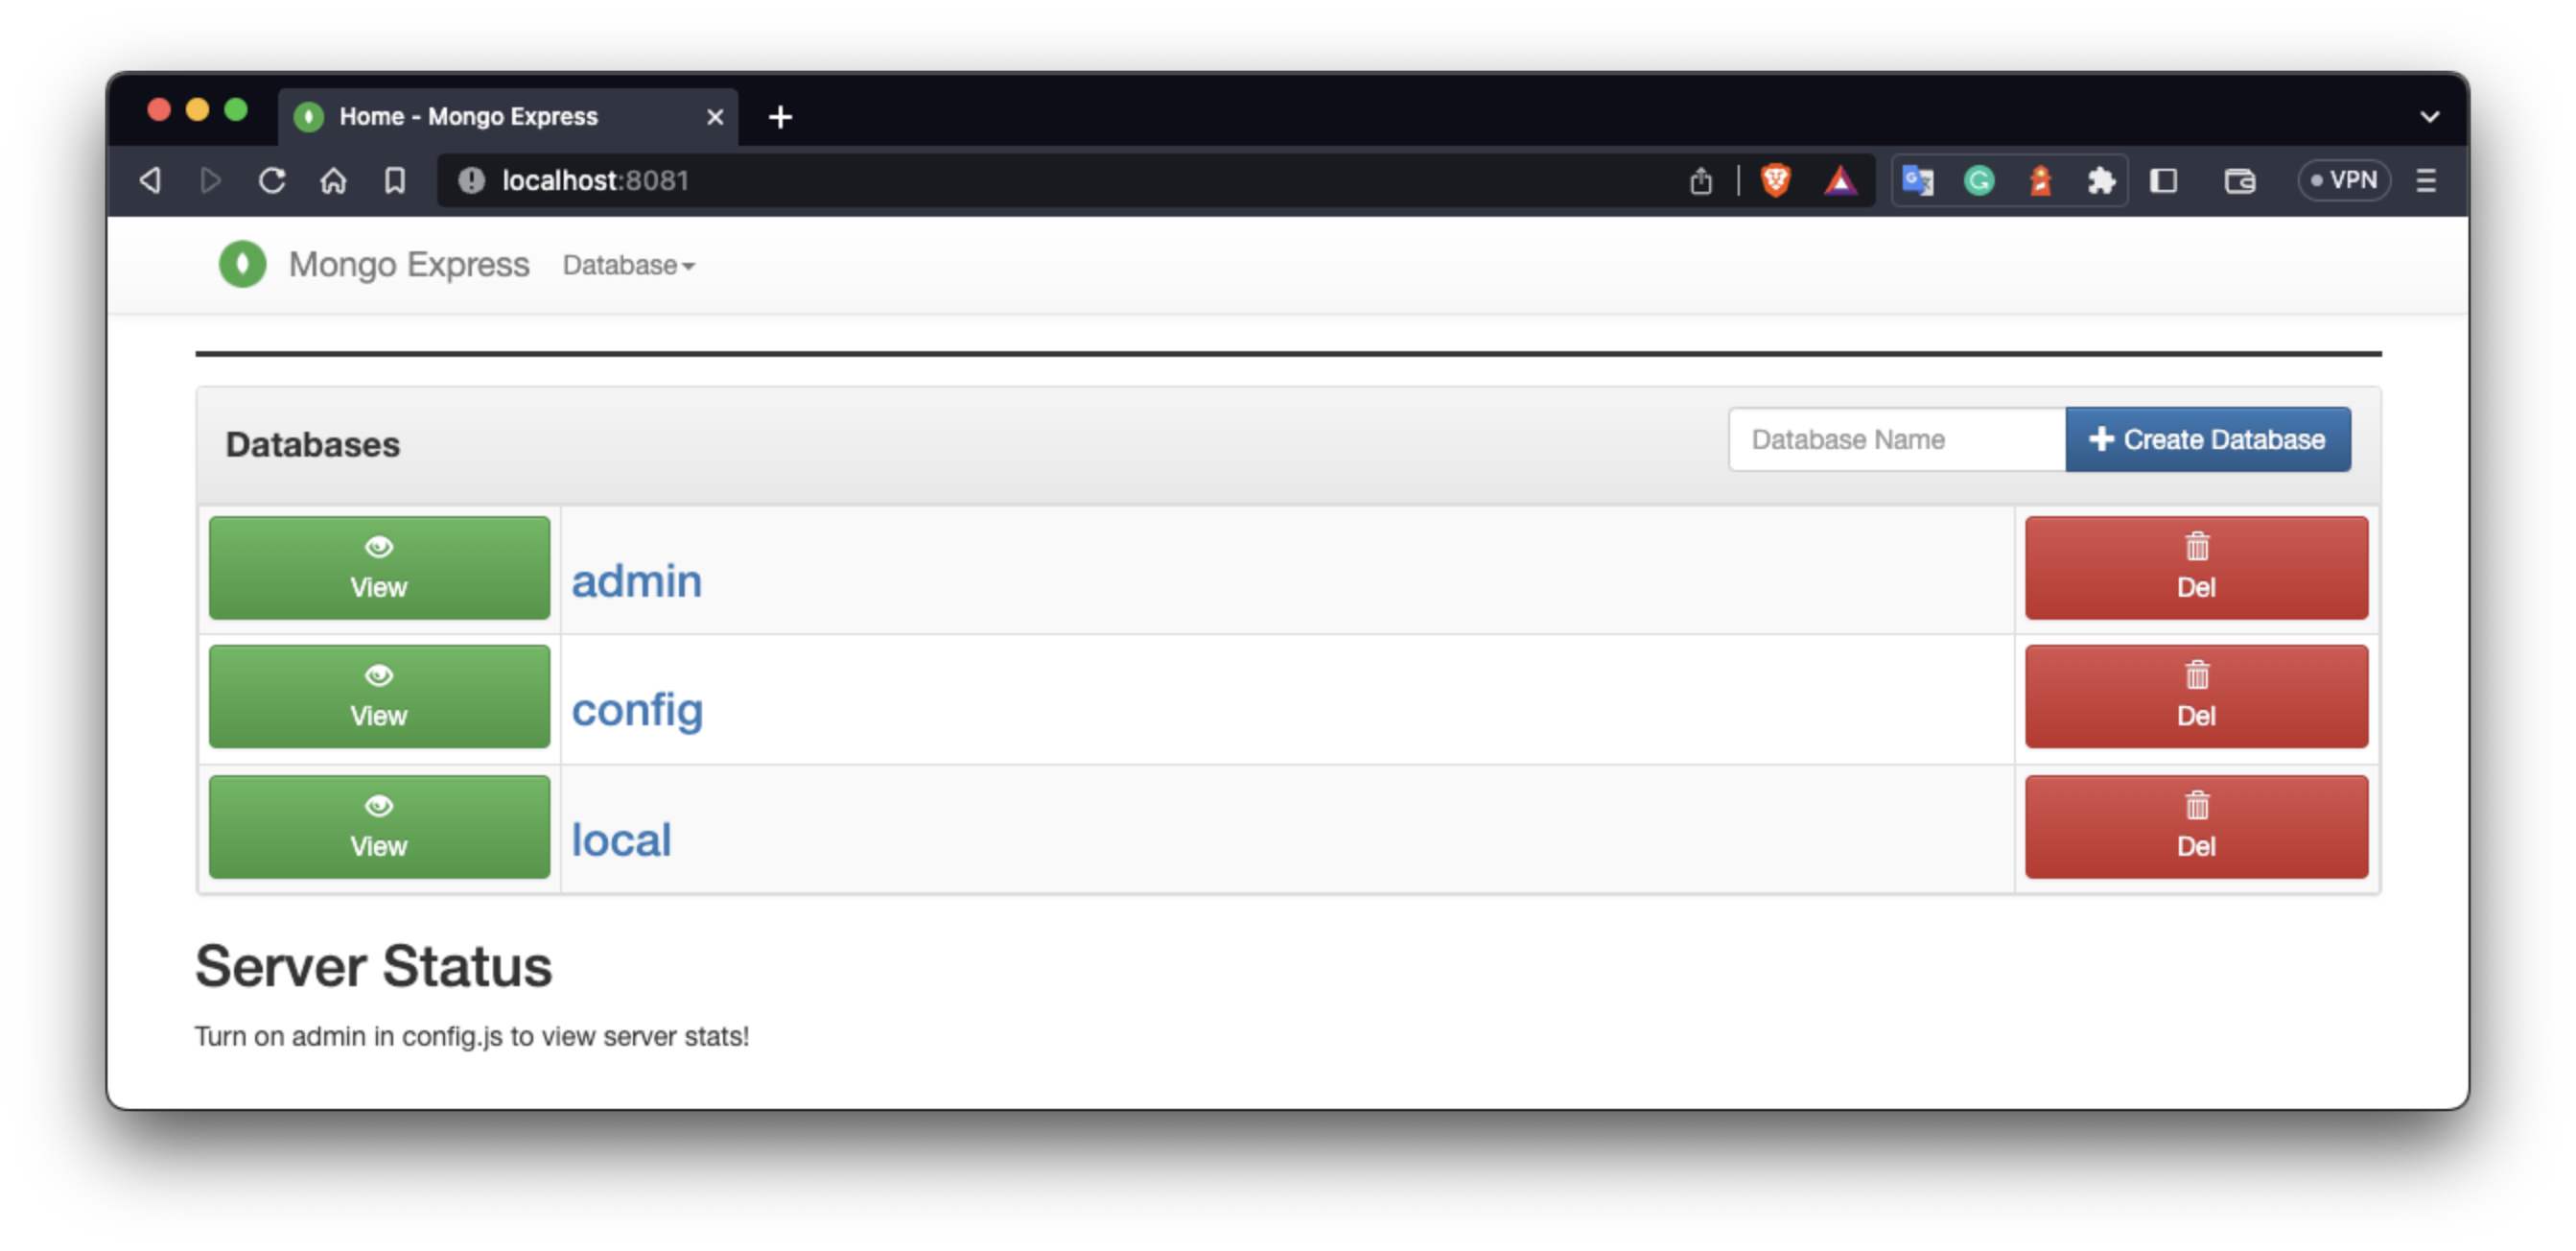 Home - Mongo Express
localhost:8081
VPN
Mongo Express Database
Databases
Database Name
Create Database
View
admin
Del
View
config
Del
View
local
Del
Server Status
Turn on admin in config.js to view server stats!